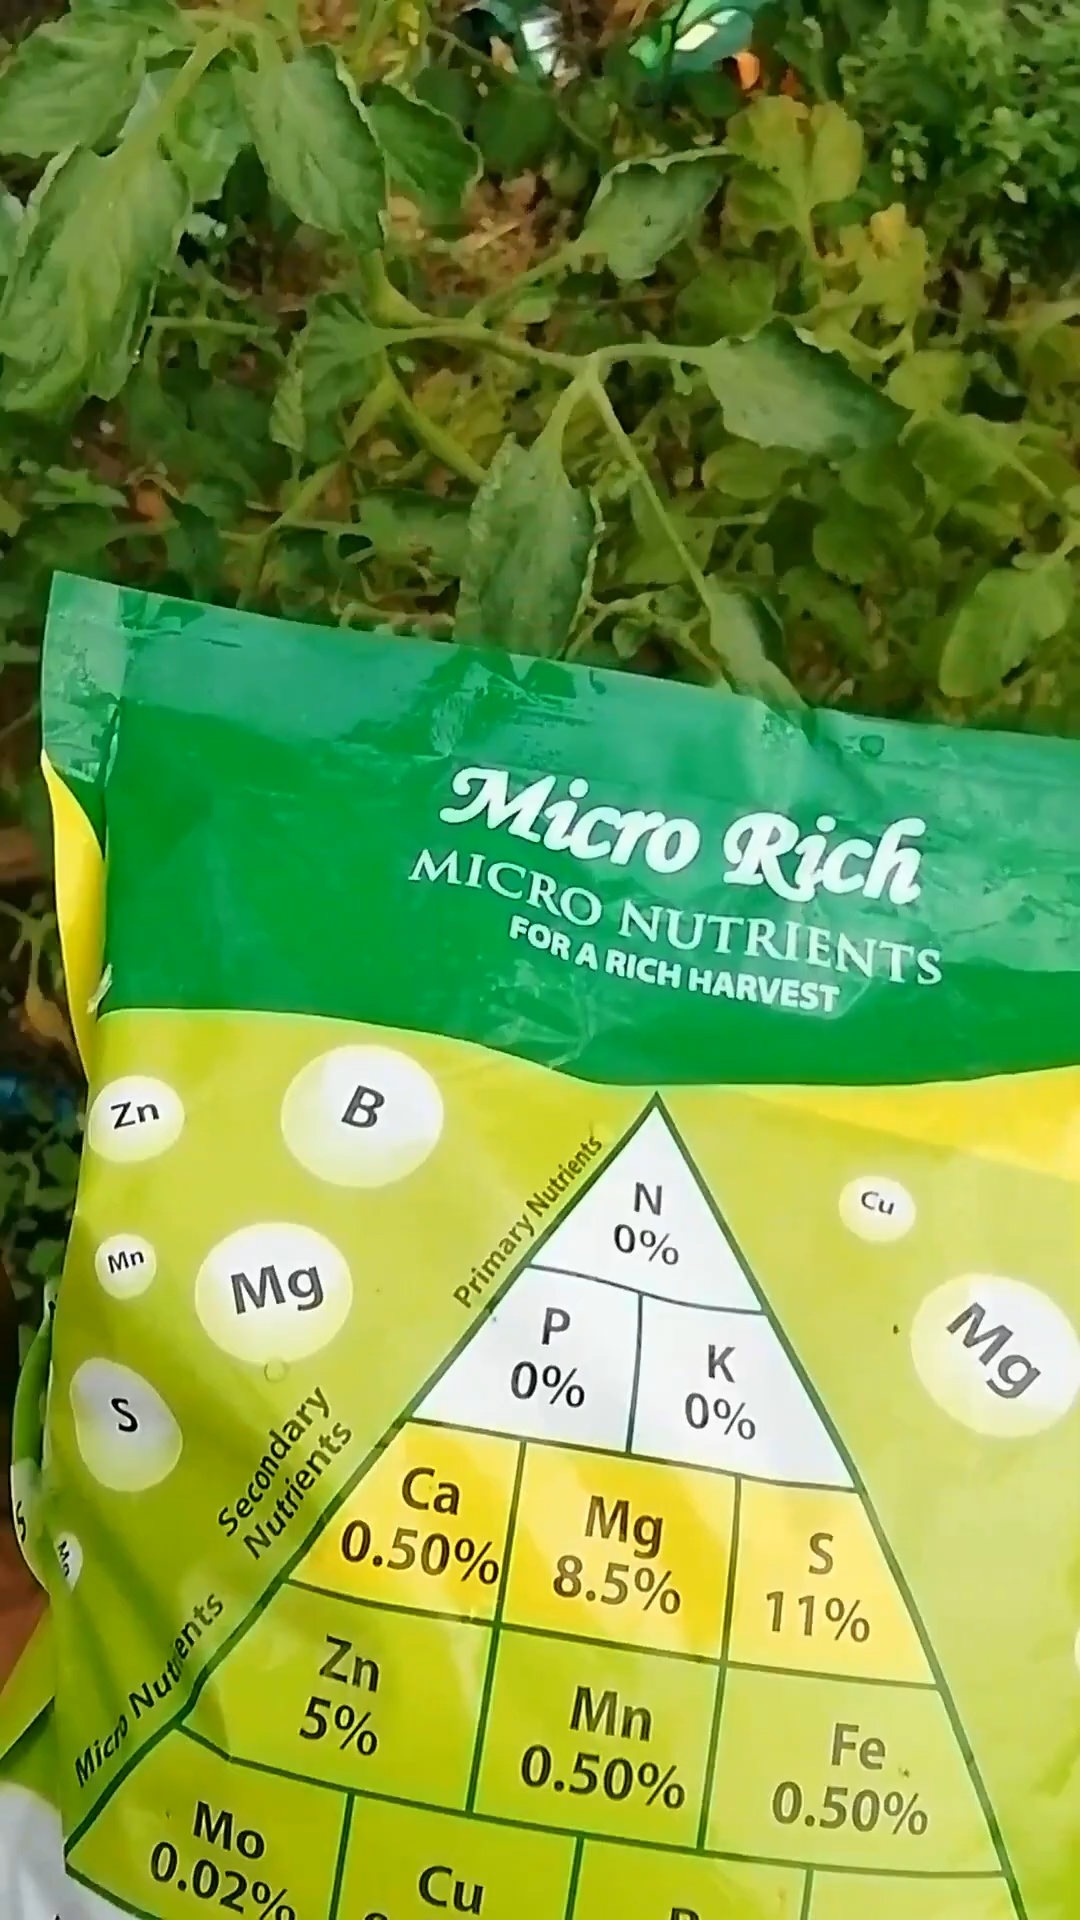 Micro Rich
MICRO NUTRIENTS
FOR A RICH HARVEST
Zn
B
Cu
Mn
Mg
Mg
S
Primary Nutrients
N
0%
P
0%
K
0%
Secondary
Nutrients
Ca
0.50%
Mg
8.5%
S
11%
Micro Nutrients
Zn
5%
Mn
0.50%
Fe
0.50%
Mo
0.02%
Cu